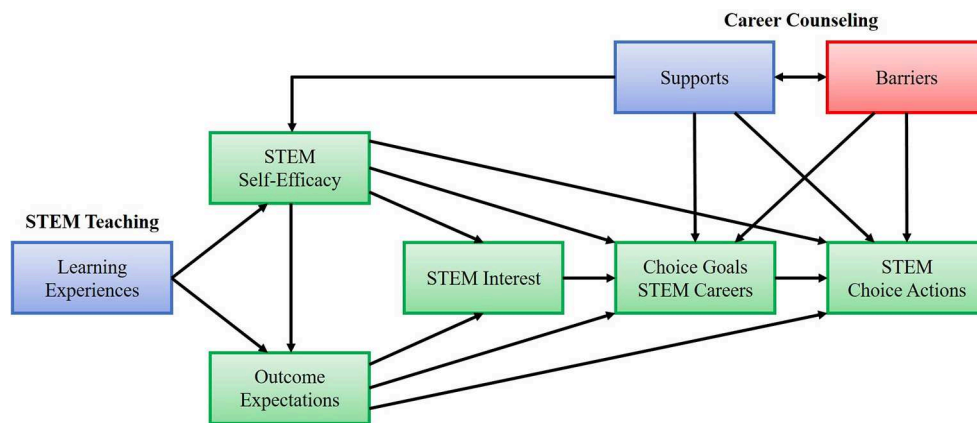 Career Counseling
Supports
Barriers
STEM
Self-Efficacy
STEM Teaching
Learning
Experiences
STEM Interest
Choice Goals
STEM Careers
STEM
Choice Actions
Outcome
Expectations